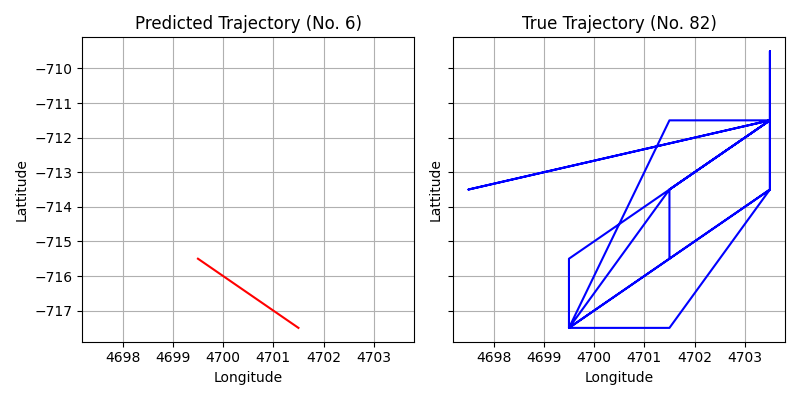 Predicted Trajectory (No. 6)
True Trajectory (No. 82)
−710
−711
−712
−713
−714
−715
−716
−717
Lattitude
Lattitude
4698 4699 4700 4701 4702 4703
4698 4699 4700 4701 4702 4703
Longitude
Longitude